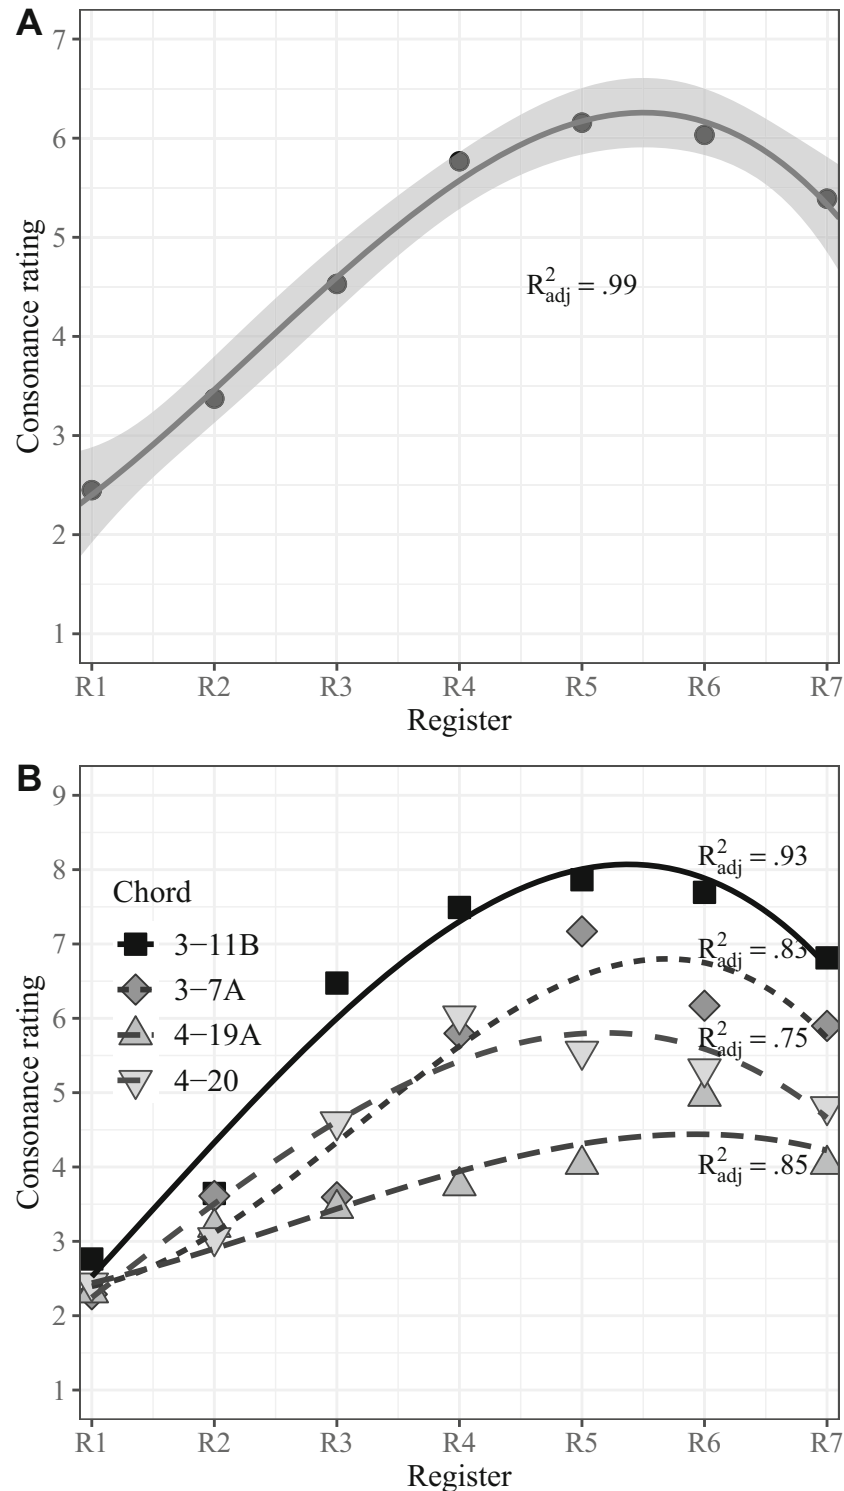 A
7
6
5
4
3
2
1
Consonance rating
R²adj = .99
R1 R2 R3 R4 R5 R6 R7
Register
B
9
8
7
6
5
4
3
2
1
Consonance rating
Chord
3−11B
3−7A
4−19A
4−20
R²adj = .93
R²adj = .83
R²adj = .75
R²adj = .85
R1 R2 R3 R4 R5 R6 R7
Register